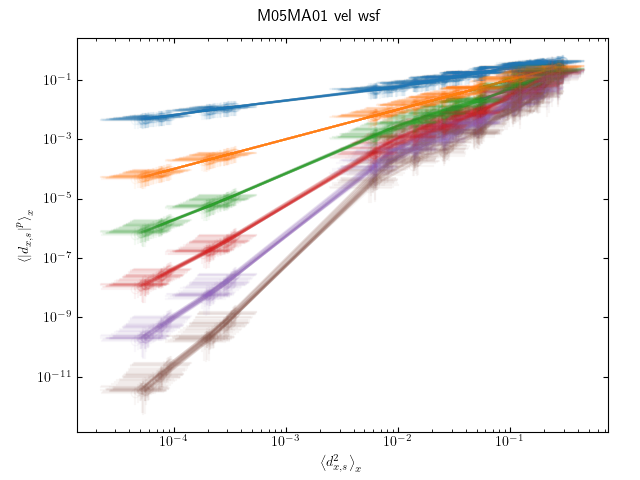 M05MA01 vel wsf
10⁻¹
10⁻³
10⁻⁵
10⁻⁷
10⁻⁹
10⁻¹¹
⟨|d_{x,s}|^p⟩_x
10⁻⁴ 10⁻³ 10⁻² 10⁻¹
⟨d²_{x,s}⟩_x